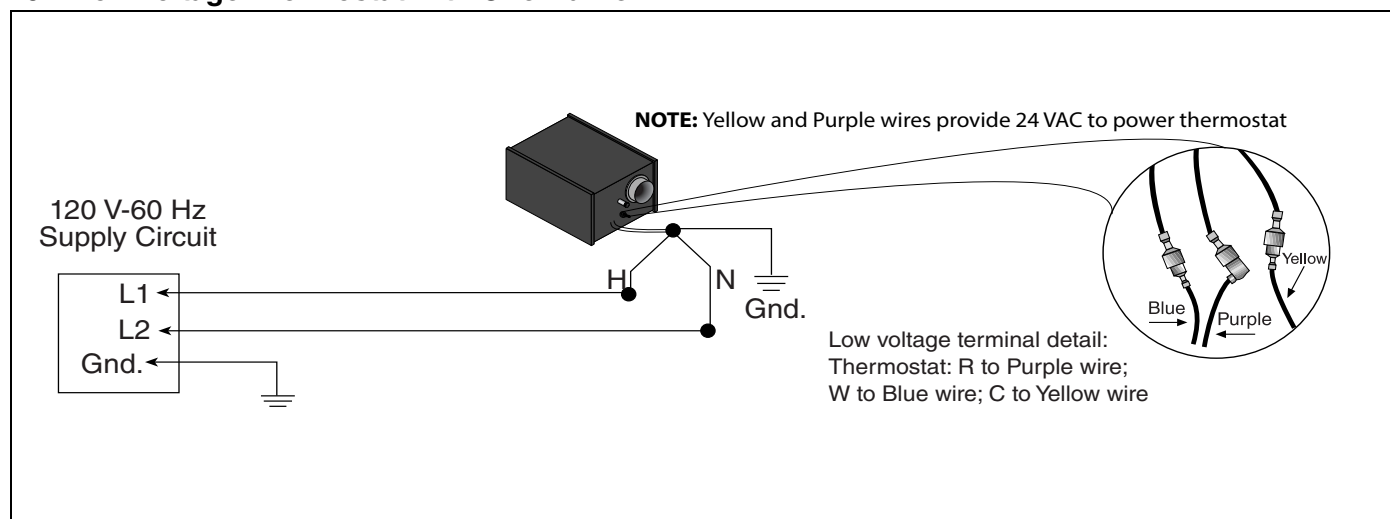 NOTE: Yellow and Purple wires provide 24 VAC to power thermostat
120 V-60 Hz
Supply Circuit
L1
L2
Gnd.
H
N
Gnd.
Blue
Purple
Yellow
Low voltage terminal detail:
Thermostat: R to Purple wire;
W to Blue wire; C to Yellow wire